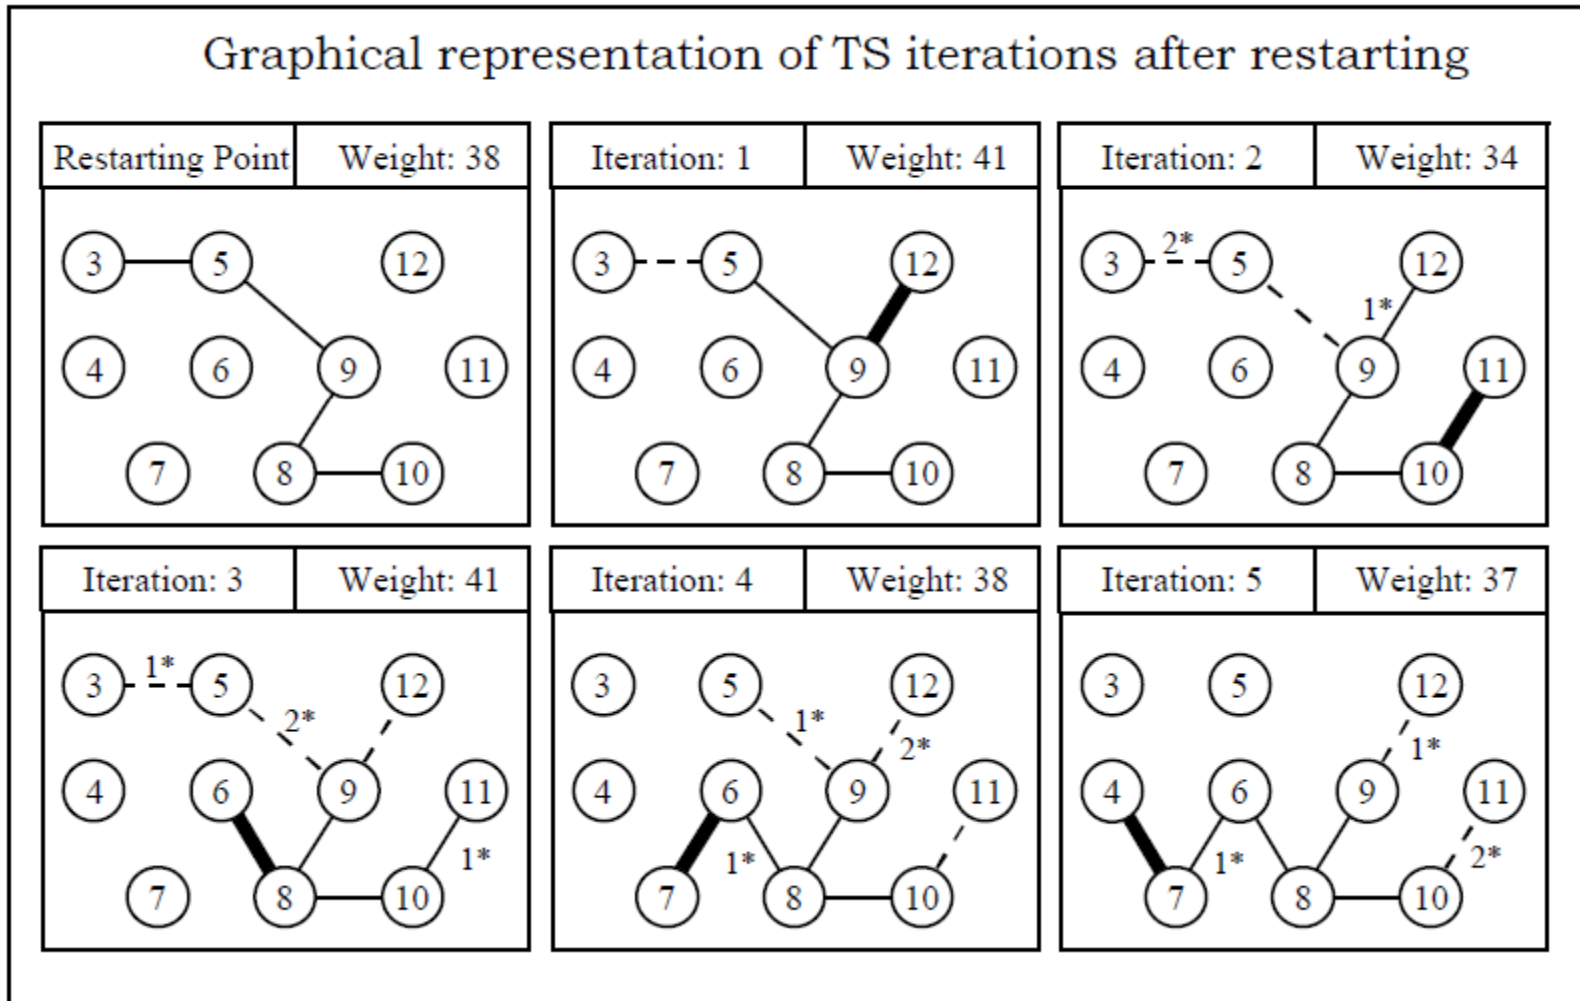 Graphical representation of TS iterations after restarting
Restarting Point Weight: 38
3 5 12
4 6 9 11
7 8 10
Iteration: 1 Weight: 41
3 5 12
4 6 9 11
7 8 10
Iteration: 2 Weight: 34
3 2* 5 12
1*
4 6 9 11
7 8 10
Iteration: 3 Weight: 41
3 1* 5 12
2*
4 6 9 11
1*
7 8 10
Iteration: 4 Weight: 38
3 5 12
1*
2*
4 6 9 11
1*
7 8 10
Iteration: 5 Weight: 37
3 5 12
1*
4 6 9 11
1* 2*
7 8 10